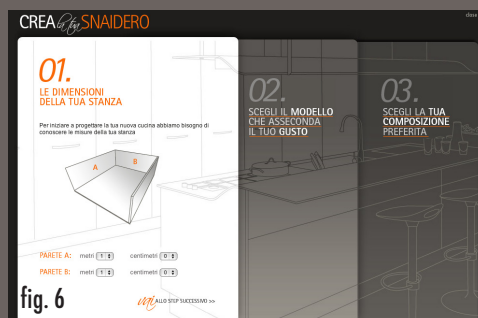 CREA la tua SNAIDERO
close
01.
LE DIMENSIONI
DELLA TUA STANZA
Per iniziare a progettare la tua nuova cucina abbiamo bisogno di
conoscere le misure della tua stanza
A
B
PARETE A: metri 1 centimetri 0
PARETE B: metri 1 centimetri 0
vai ALLO STEP SUCCESSIVO >>
02.
SCEGLI IL MODELLO
CHE ASSECONDA
IL TUO GUSTO
03.
SCEGLI LA TUA
COMPOSIZIONE
PREFERITA
fig. 6